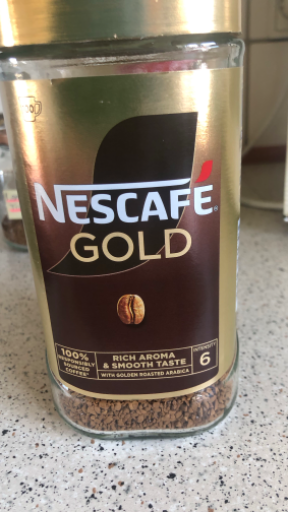 NESCAFÉ
GOLD
100%
RESPONSIBLY
SOURCED
COFFEE*
RICH AROMA
& SMOOTH TASTE
WITH GOLDEN ROASTED ARABICA
INTENSITY
6